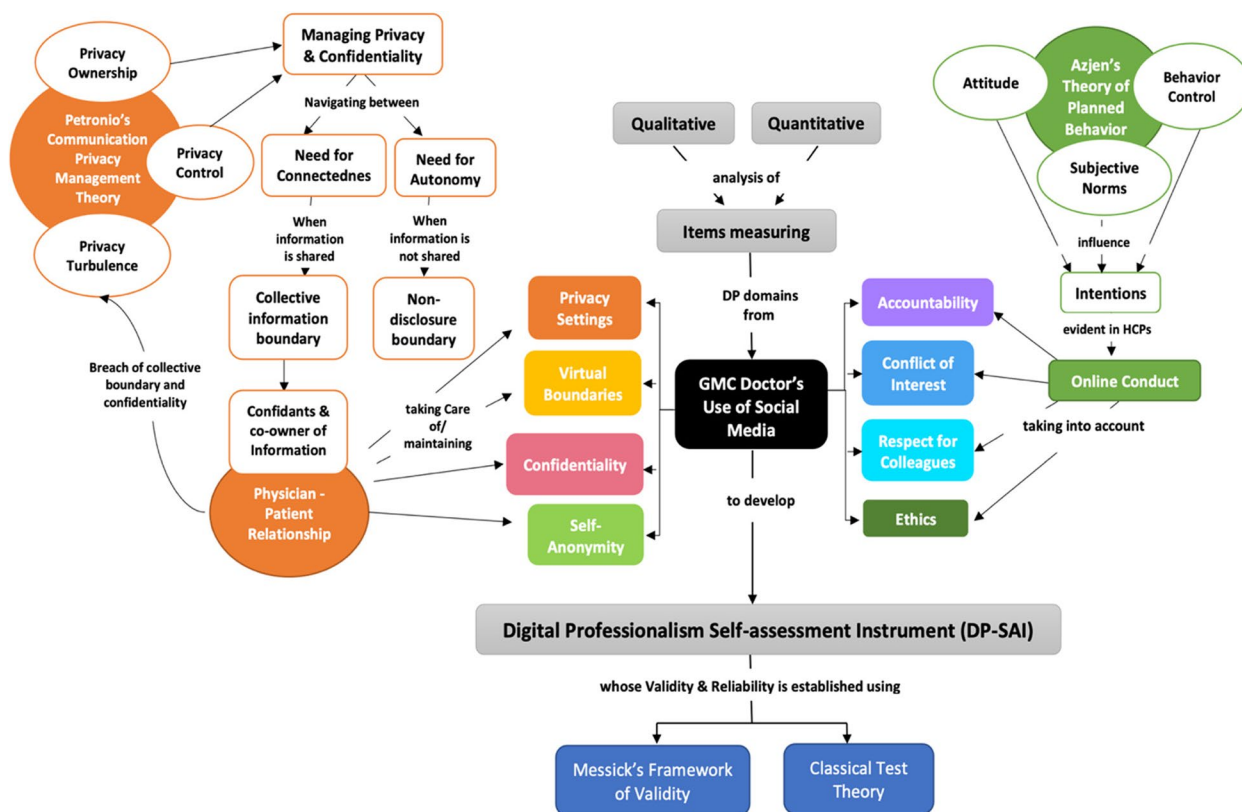 Privacy
Ownership
Petronio's
Communication
Privacy
Management
Theory
Privacy
Control
Privacy
Turbulence
Managing Privacy
& Confidentiality
Navigating between
Need for
Connectednes
Need for
Autonomy
When
information
is shared
When
information is
not shared
Collective
information
boundary
Non-
disclosure
boundary
Breach of collective
boundary and
confidentiality
Confidants &
co-owner of
Information
Physician -
Patient
Relationship
taking Care
of/
maintaining
Qualitative
Quantitative
analysis of
Items measuring
DP domains
from
Privacy
Settings
Virtual
Boundaries
Confidentiality
Self-
Anonymity
GMC Doctor's
Use of Social
Media
Accountability
Conflict of
Interest
Respect for
Colleagues
Ethics
Attitude
Azjen's
Theory of
Planned
Behavior
Behavior
Control
Subjective
Norms
influence
Intentions
evident in HCPs
Online Conduct
taking into account
to develop
Digital Professionalism Self-assessment Instrument (DP-SAI)
whose Validity & Reliability is established using
Messick's Framework
of Validity
Classical Test
Theory